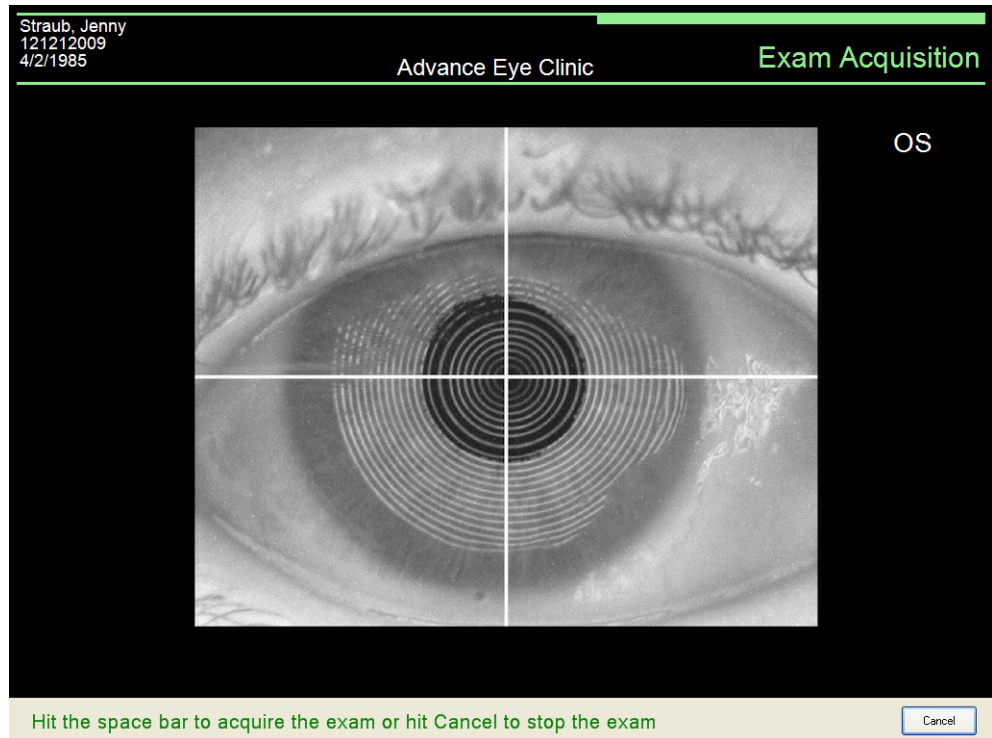 Straub, Jenny
121212009
4/2/1985
Advance Eye Clinic
Exam Acquisition
OS
Hit the space bar to acquire the exam or hit Cancel to stop the exam
Cancel